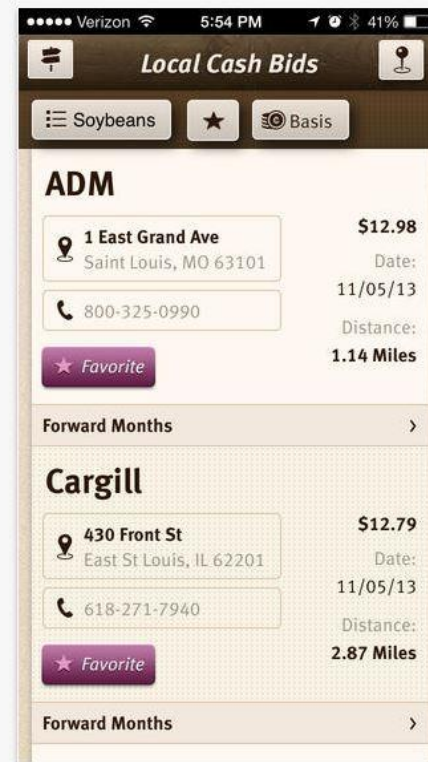 Verizon 5:54 PM 41%
Local Cash Bids
Soybeans Basis
ADM
1 East Grand Ave
Saint Louis, MO 63101
800-325-0990
Favorite
$12.98
Date:
11/05/13
Distance:
1.14 Miles
Forward Months
Cargill
430 Front St
East St Louis, IL 62201
618-271-7940
Favorite
$12.79
Date:
11/05/13
Distance:
2.87 Miles
Forward Months